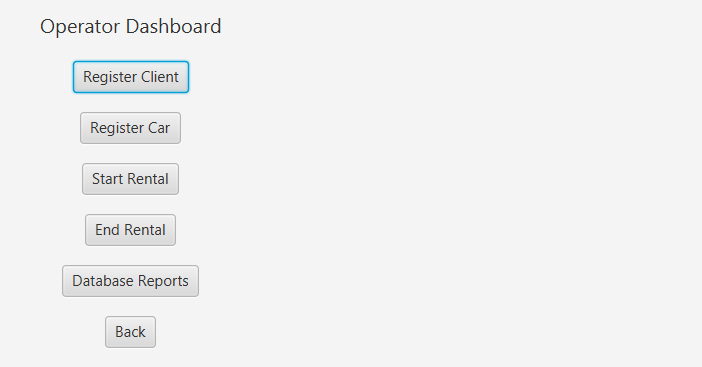 Operator Dashboard
Register Client
Register Car
Start Rental
End Rental
Database Reports
Back